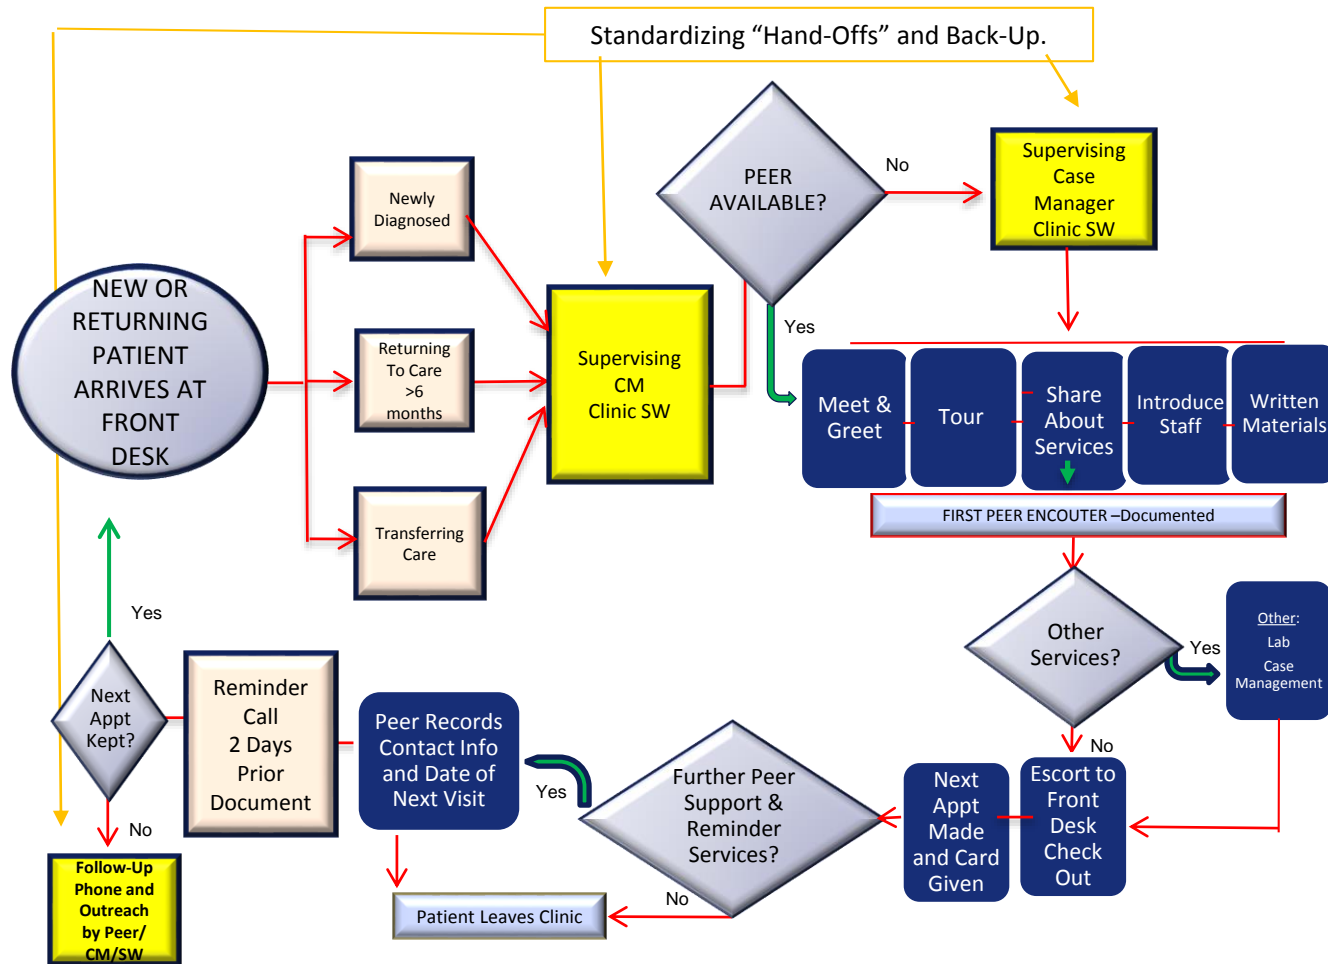 Standardizing “Hand-Offs” and Back-Up.
NEW OR
RETURNING
PATIENT
ARRIVES AT
FRONT
DESK
Newly
Diagnosed
Returning
To Care
>6
months
Transferring
Care
Supervising
CM
Clinic SW
PEER
AVAILABLE?
No
Supervising
Case
Manager
Clinic SW
Yes
Meet &
Greet
Tour
Share
About
Services
Introduce
Staff
Written
Materials
FIRST PEER ENCOUTER –Documented
Other
Services?
Yes
Other:
Lab
Case
Management
No
Escort to
Front
Desk
Check
Out
Next
Appt
Made
and Card
Given
Further Peer
Support &
Reminder
Services?
Yes
No
Peer Records
Contact Info
and Date of
Next Visit
Patient Leaves Clinic
Reminder
Call
2 Days
Prior
Document
Next
Appt
Kept?
Yes
No
Follow-Up
Phone and
Outreach
by Peer/
CM/SW